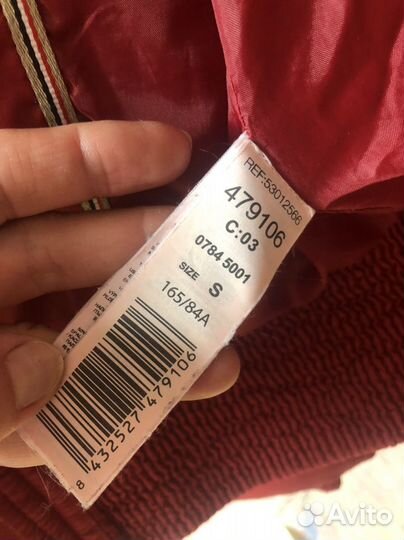 REF:53012566
479106
C:03
0784 5001
SIZE S
165/84A
8 432527 479106
Avito